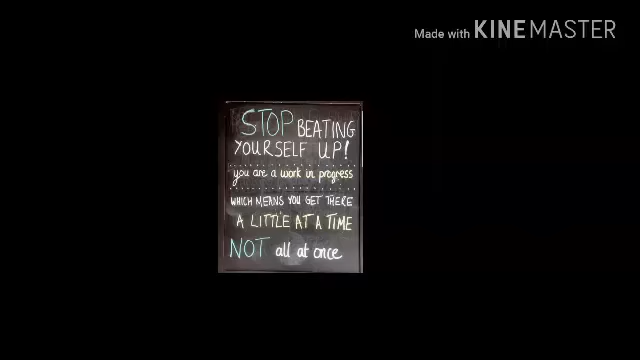 Made with KINEMASTER
STOP BEATING
YOURSELF UP!
you are a work in progress
WHICH MEANS YOU GET THERE
A LITTLE AT A TIME
NOT all at once